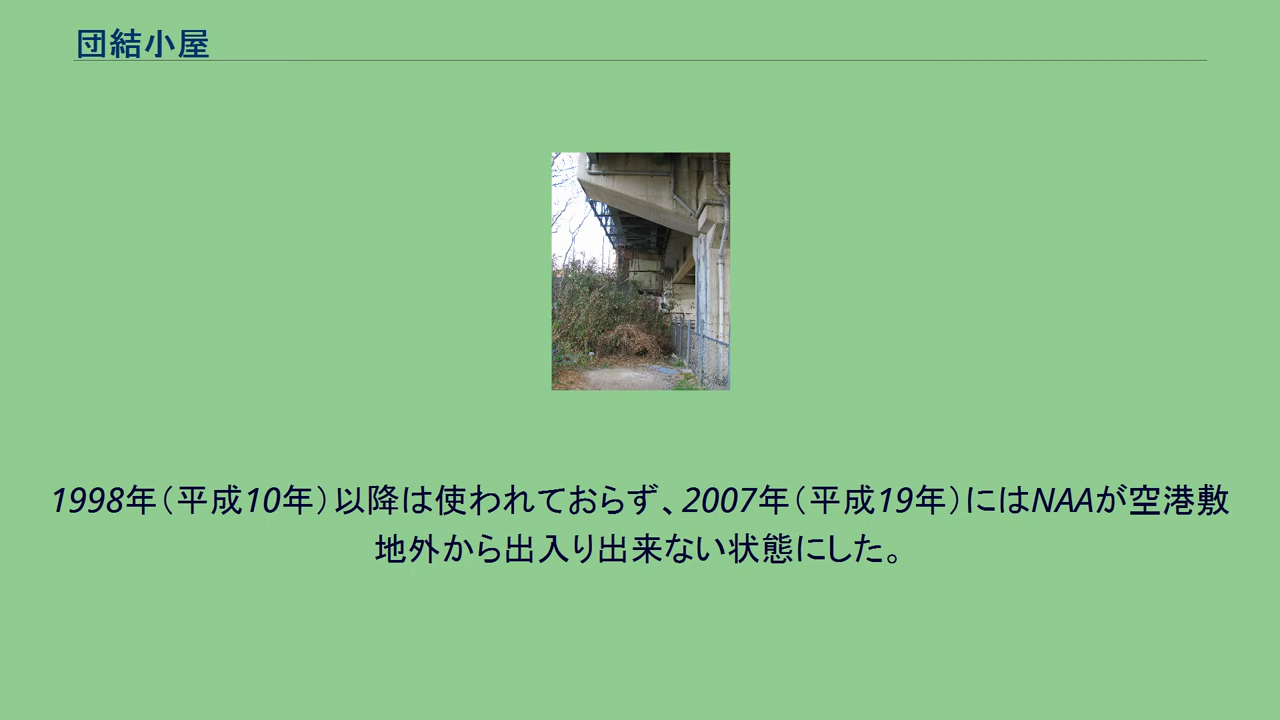 団結小屋
1998年（平成10年）以降は使われておらず、2007年（平成19年）にはNAAが空港敷
地外から出入り出来ない状態にした。